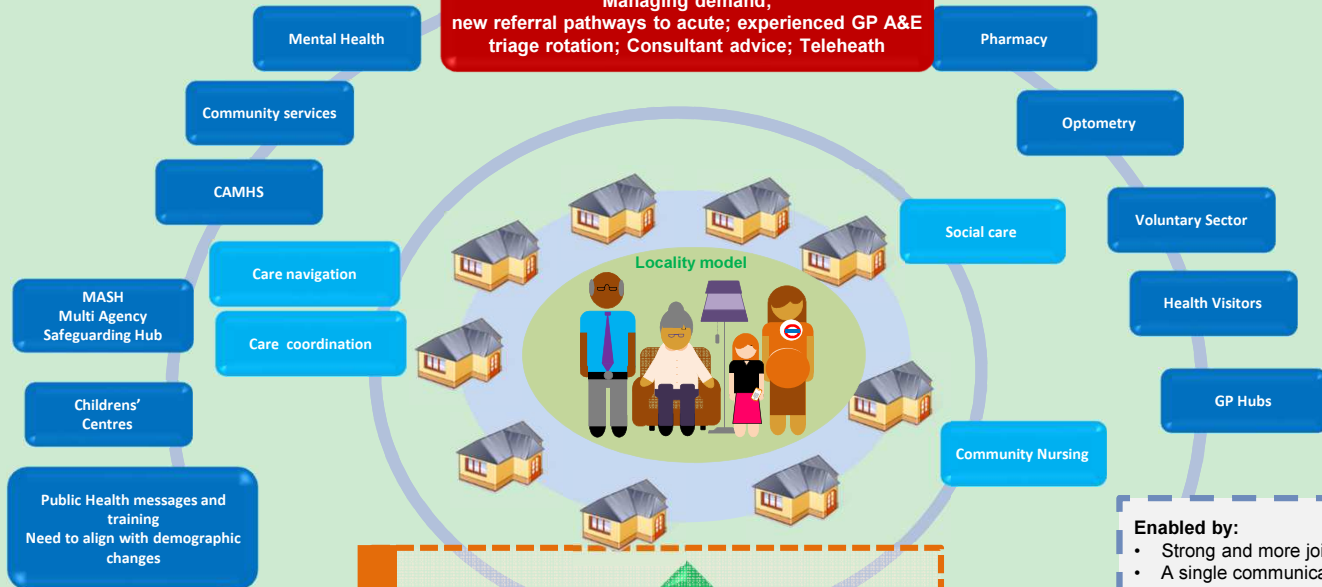 Managing demand;
new referral pathways to acute; experienced GP A&E
triage rotation; Consultant advice; Teleheath
Mental Health
Pharmacy
Community services
Optometry
CAMHS
Voluntary Sector
Social care
Locality model
Care navigation
MASH
Multi Agency
Safeguarding Hub
Health Visitors
Care coordination
Childrens'
Centres
GP Hubs
Community Nursing
Public Health messages and
training
Need to align with demographic
changes
Enabled by:
• Strong and more
• A single